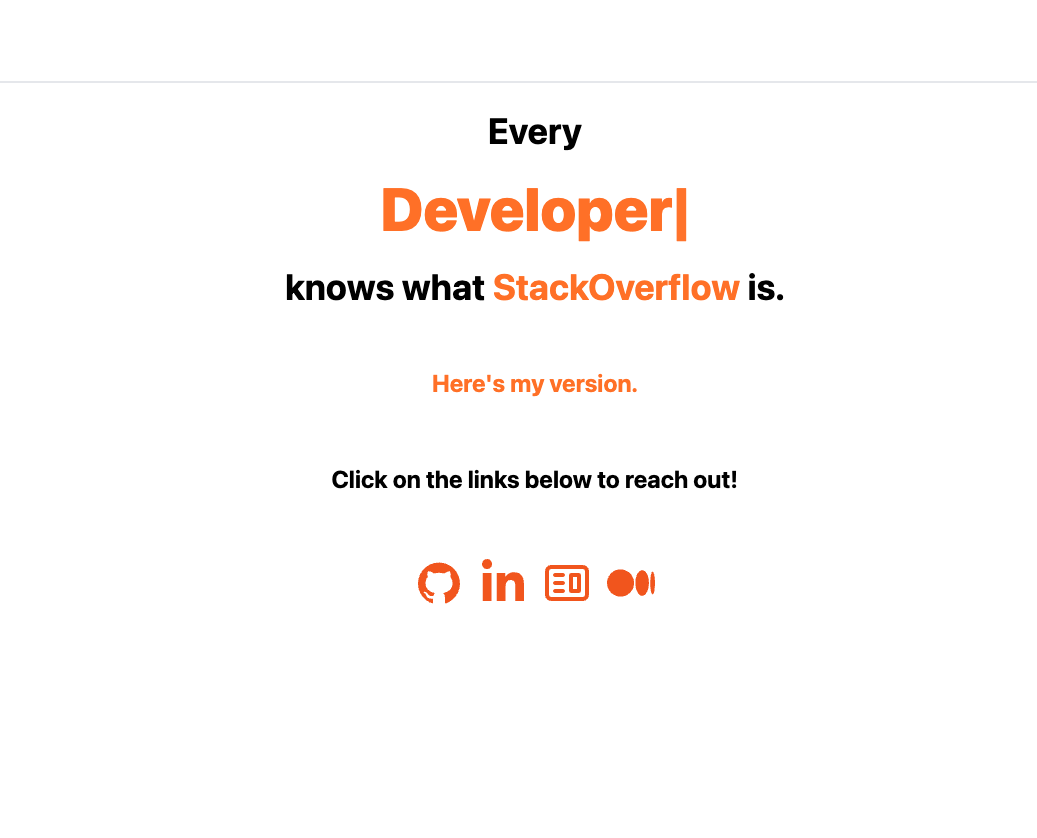 Every
Developer|
knows what StackOverflow is.
Here's my version.
Click on the links below to reach out!
in